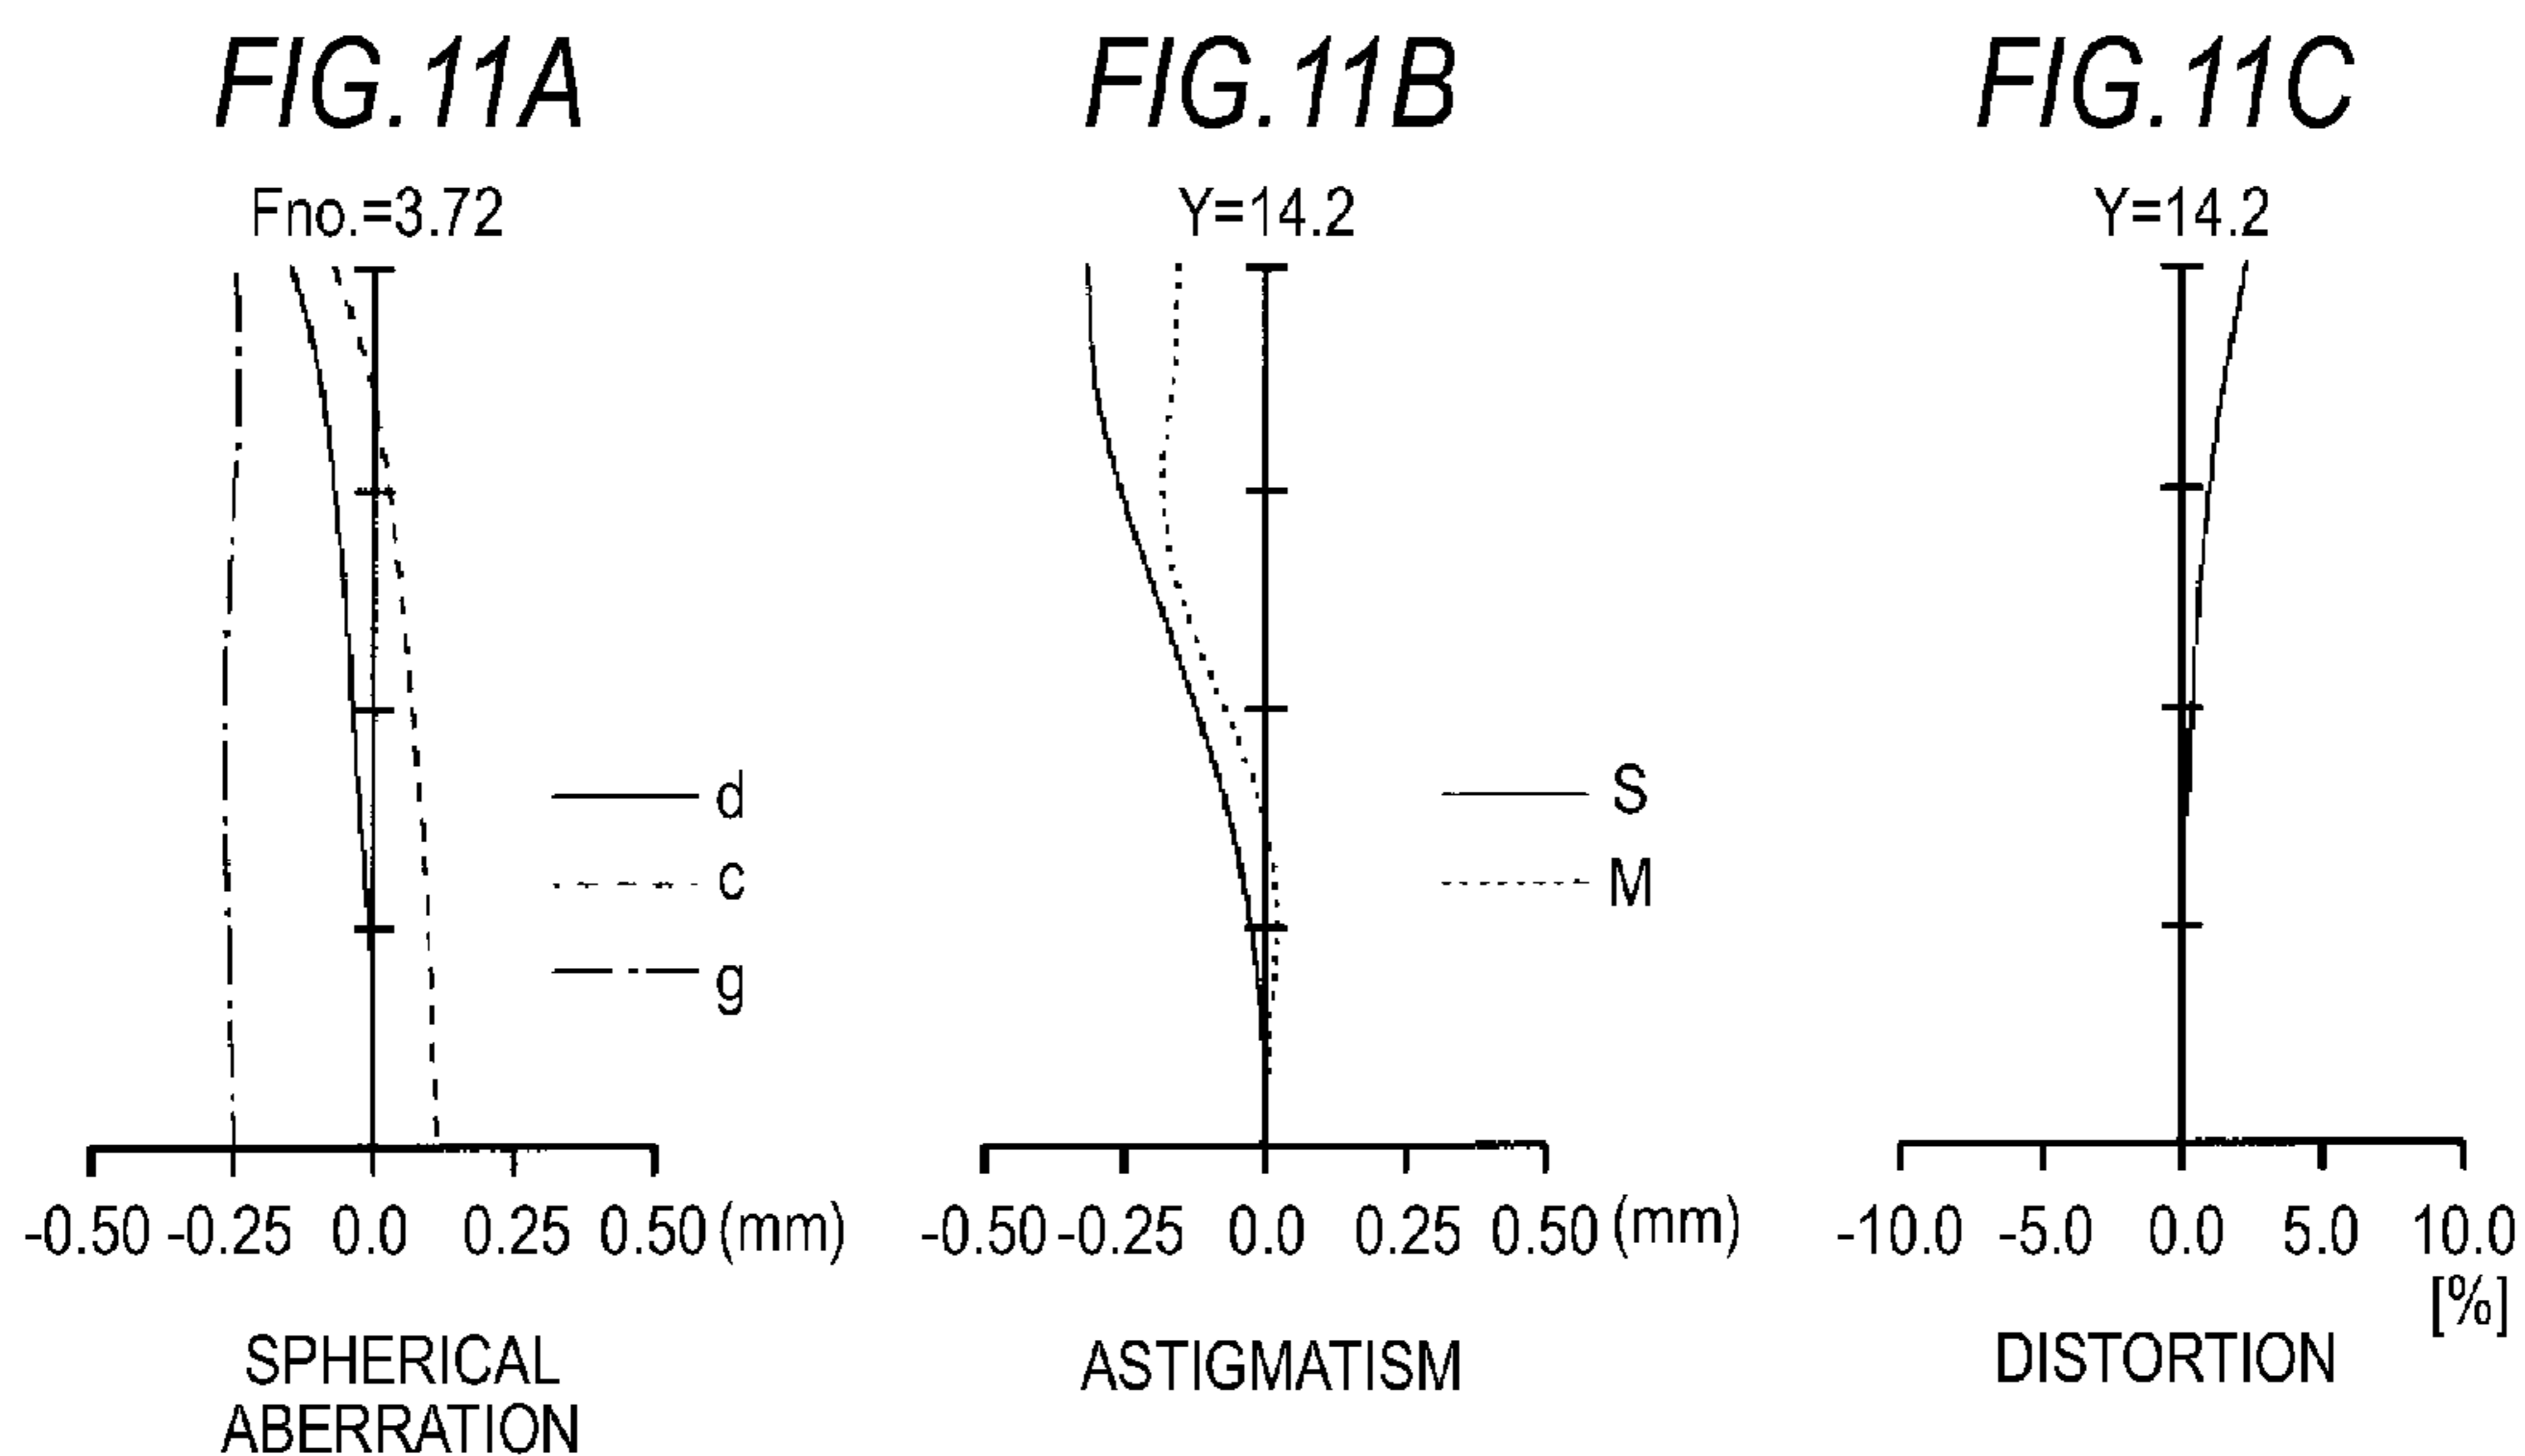 FIG.11A
Fno.=3.72
d
c
g
-0.50 -0.25 0.0 0.25 0.50 (mm)
SPHERICAL
ABERRATION
FIG.11B
Y=14.2
S
M
-0.50 -0.25 0.0 0.25 0.50 (mm)
ASTIGMATISM
FIG.11C
Y=14.2
-10.0 -5.0 0.0 5.0 10.0
[%]
DISTORTION